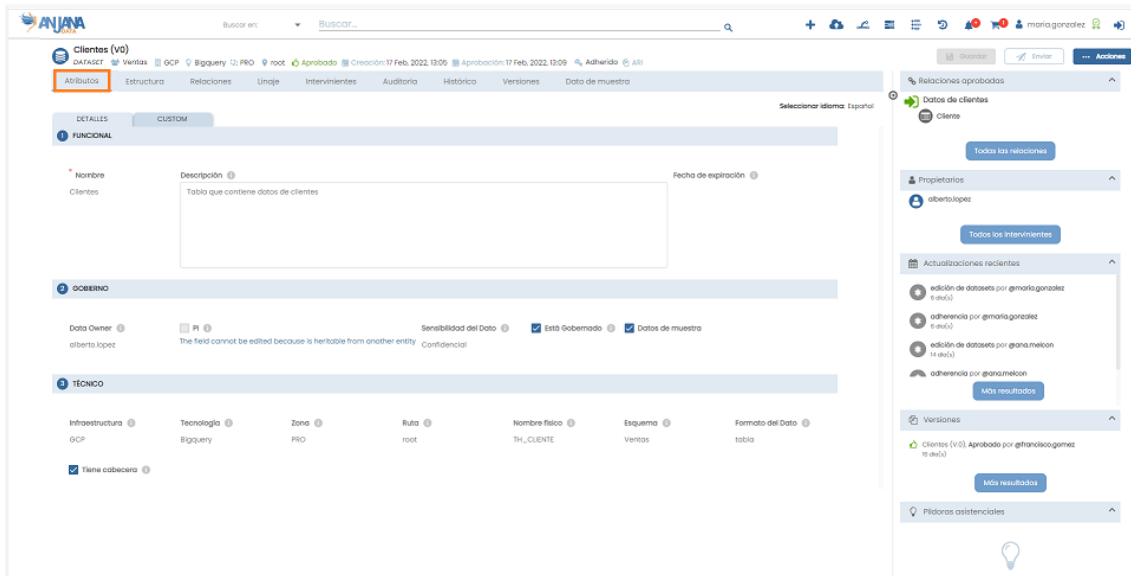 ANJANA
DATA
Buscar en:
Buscar...
maria.gonzalez
Clientes (V0)
DATASET Ventas GCP Bigquery PRO root Aprobado Creación: 17 Feb, 2022, 13:05 Aprobación: 17 Feb, 2022, 13:09 Adherido ARI
Guardar Enviar ... Acciones
Atributos Estructura Relaciones Linaje Intervinientes Auditoria Histórico Versiones Dato de muestra
Seleccionar idioma: Español
DETALLES CUSTOM
1 FUNCIONAL
* Nombre Descripción Fecha de expiración
Clientes Tabla que contiene datos de clientes
2 GOBIERNO
Data Owner PI Sensibilidad del Dato Está Gobernado Datos de muestra
alberto.lopez The field cannot be edited because is heritable from another entity Confidencial
3 TÉCNICO
Infraestructura Tecnología Zona Ruta Nombre físico Esquema Formato del Dato
GCP Bigquery PRO root TH_CLIENTE Ventas tabla
Tiene cabecera
Relaciones aprobadas
Datos de clientes
Cliente
Todas las relaciones
Propietarios
alberto.lopez
Todos los intervinientes
Actualizaciones recientes
edición de datasets por @maria.gonzalez
6 día(s)
adherencia por @maria.gonzalez
6 día(s)
edición de datasets por @ana.melcon
14 día(s)
adherencia por @ana.melcon
Más resultados
Versiones
Clientes (V.0), Aprobado por @francisco.gomez
15 día(s)
Más resultados
Píldoras asistenciales